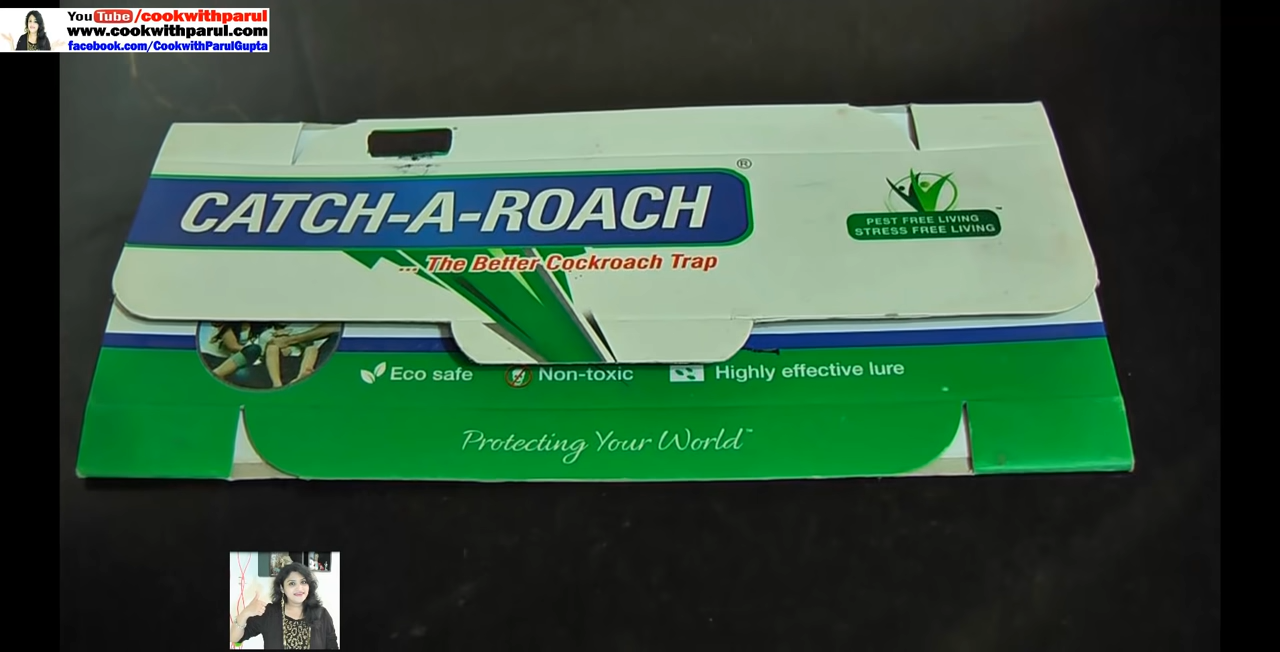 YouTube/cookwithparul
www.cookwithparul.com
facebook.com/CookwithParulGupta
CATCH-A-ROACH®
... The Better Cockroach Trap
PEST FREE LIVING
STRESS FREE LIVING™
Eco safe Non-toxic Highly effective lure
Protecting Your World™